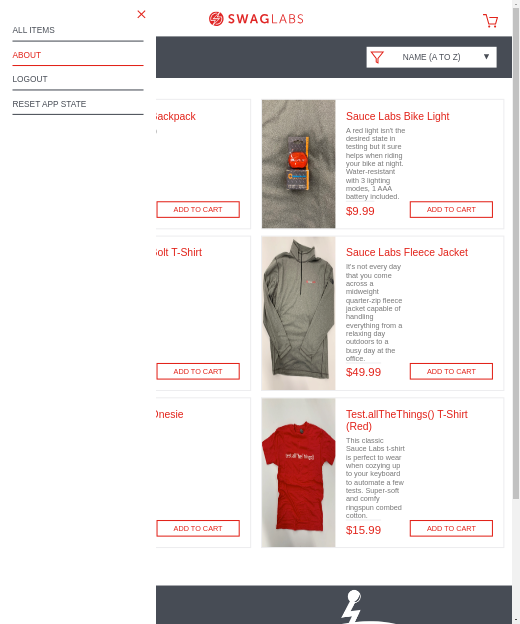 ALL ITEMS
ABOUT
LOGOUT
RESET APP STATE
SWAGLABS
NAME (A TO Z)
Backpack
ADD TO CART
Sauce Labs Bike Light
A red light isn't the
desired state in
testing but it sure
helps when riding
your bike at night.
Water-resistant
with 3 lighting
modes, 1 AAA
battery included.
$9.99
ADD TO CART
Bolt T-Shirt
ADD TO CART
Sauce Labs Fleece Jacket
It's not every day
that you come
across a
midweight
quarter-zip fleece
jacket capable of
handling
everything from a
relaxing day
outdoors to a
busy day at the
office.
$49.99
ADD TO CART
Onesie
ADD TO CART
Test.allTheThings() T-Shirt
(Red)
This classic
Sauce Labs t-shirt
is perfect to wear
when cozying up
to your keyboard
to automate a few
tests. Super-soft
and comfy
ringspun combed
cotton.
$15.99
ADD TO CART